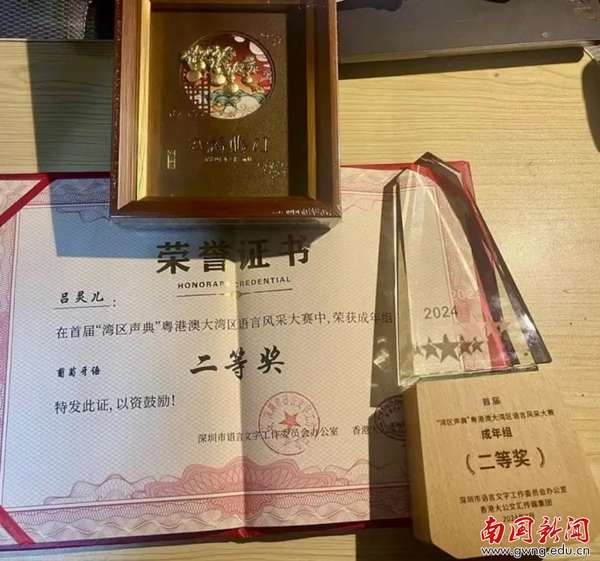 荣誉证书
HONORARY CREDENTIAL
吕灵儿：
在首届“湾区声典”粤港澳大湾区语言风采大赛中，荣获成年组
葡萄牙语
二等奖
特发此证，以资鼓励！
深圳市语言文字工作委员会办公室 香港大
2024
首届
“湾区声典”粤港澳大湾区语言风采大赛
成年组
（二等奖）
深圳市语言文字工作委员会办公室
香港大公文汇传媒集团
南国新闻
www.gwng.edu.cn